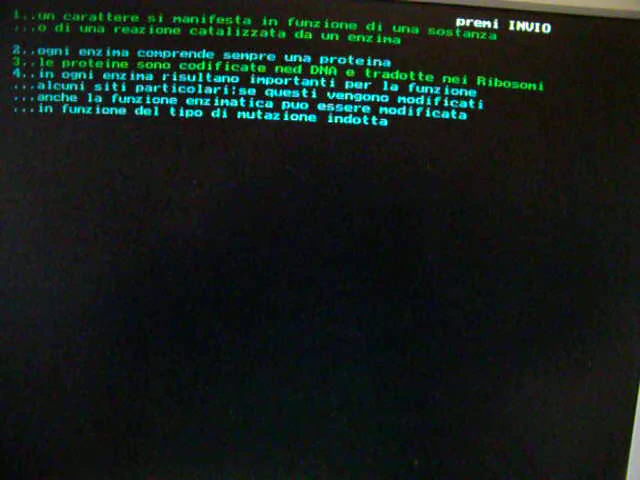 premi INVIO
1..un carattere si manifesta in funzione di una sostanza
...o di una reazione catalizzata da un enzima
2..ogni enzima comprende sempre una proteina
3..le proteine sono codificate ned DNA e tradotte nei Ribosomi
4..in ogni enzima risultano importanti per la funzione
...alcuni siti particolari:se questi vengono modificati
...anche la funzione enzimatica puo essere modificata
...in funzione del tipo di mutazione indotta